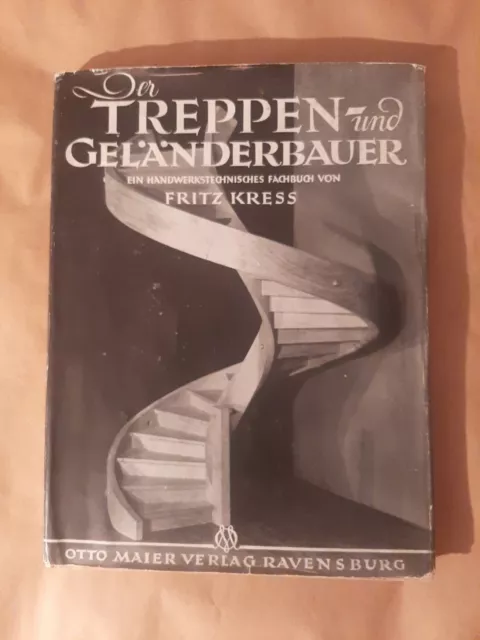 Der
TREPPEN- und
GELÄNDERBAUER
EIN HANDWERKSTECHNISCHES FACHBUCH VON
FRITZ KRESS
OTTO MAIER VERLAG RAVENSBURG